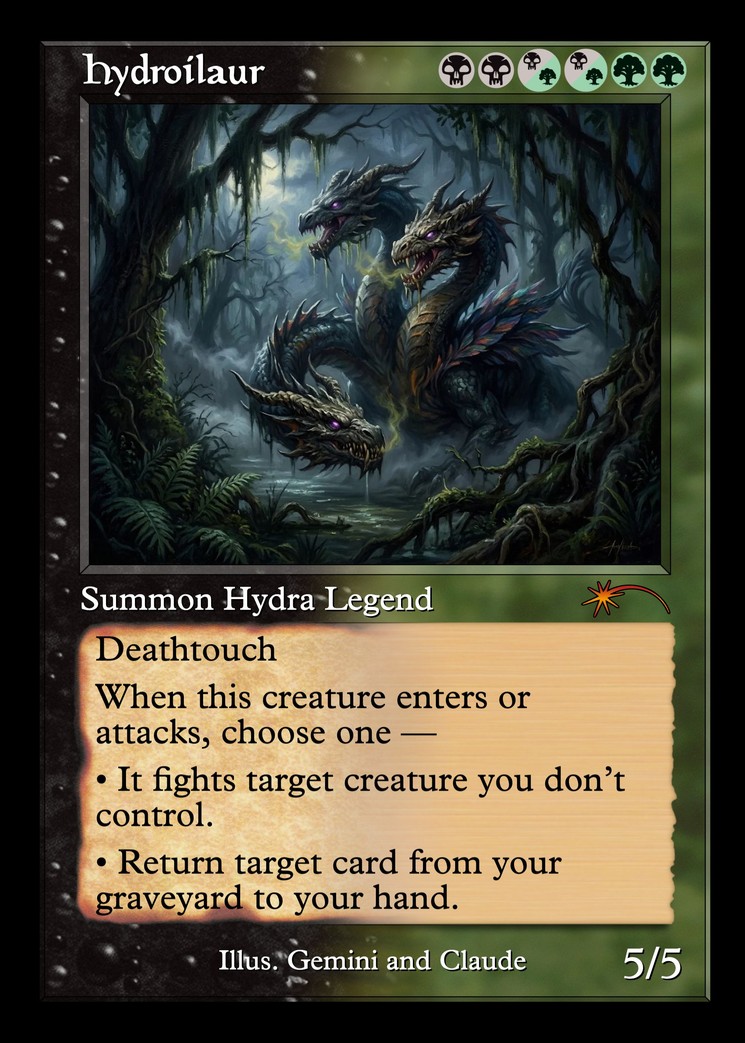 Hydroilaur
Summon Hydra Legend
Deathtouch
When this creature enters or
attacks, choose one —
• It fights target creature you don't
control.
• Return target card from your
graveyard to your hand.
Illus. Gemini and Claude
5/5